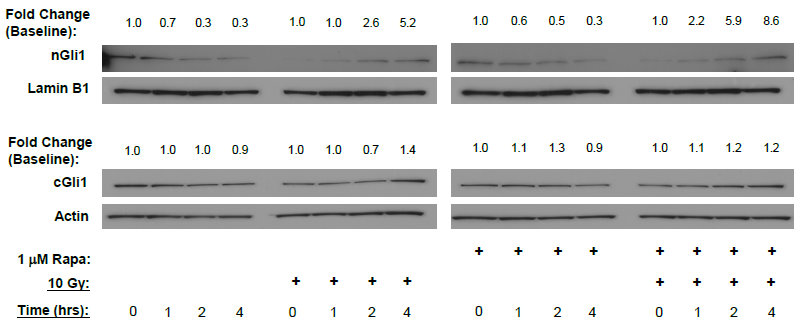 Fold Change (Baseline): 1.0 0.7 0.3 0.3 1.0 1.0 2.6 5.2 1.0 0.6 0.5 0.3 1.0 2.2 5.9 8.6
nGli1
Lamin B1
Fold Change (Baseline): 1.0 1.0 1.0 0.9 1.0 1.0 0.7 1.4 1.0 1.1 1.3 0.9 1.0 1.1 1.2 1.2
cGli1
Actin
1 μM Rapa: + + + + + + + +
10 Gy: + + + + + + + +
Time (hrs): 0 1 2 4 0 1 2 4 0 1 2 4 0 1 2 4